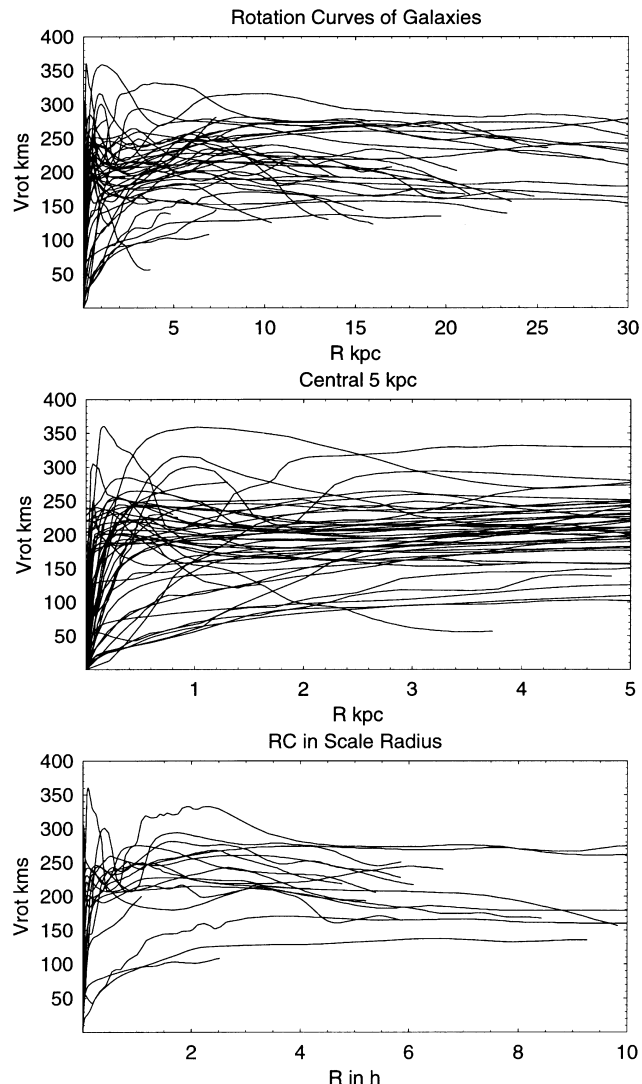 Rotation Curves of Galaxies
400
350
300
250
200
150
100
50
Vrot kms
5 10 15 20 25 30
R kpc
Central 5 kpc
400
350
300
250
200
150
100
50
Vrot kms
1 2 3 4 5
R kpc
RC in Scale Radius
400
350
300
250
200
150
100
50
Vrot kms
2 4 6 8 10
R in h